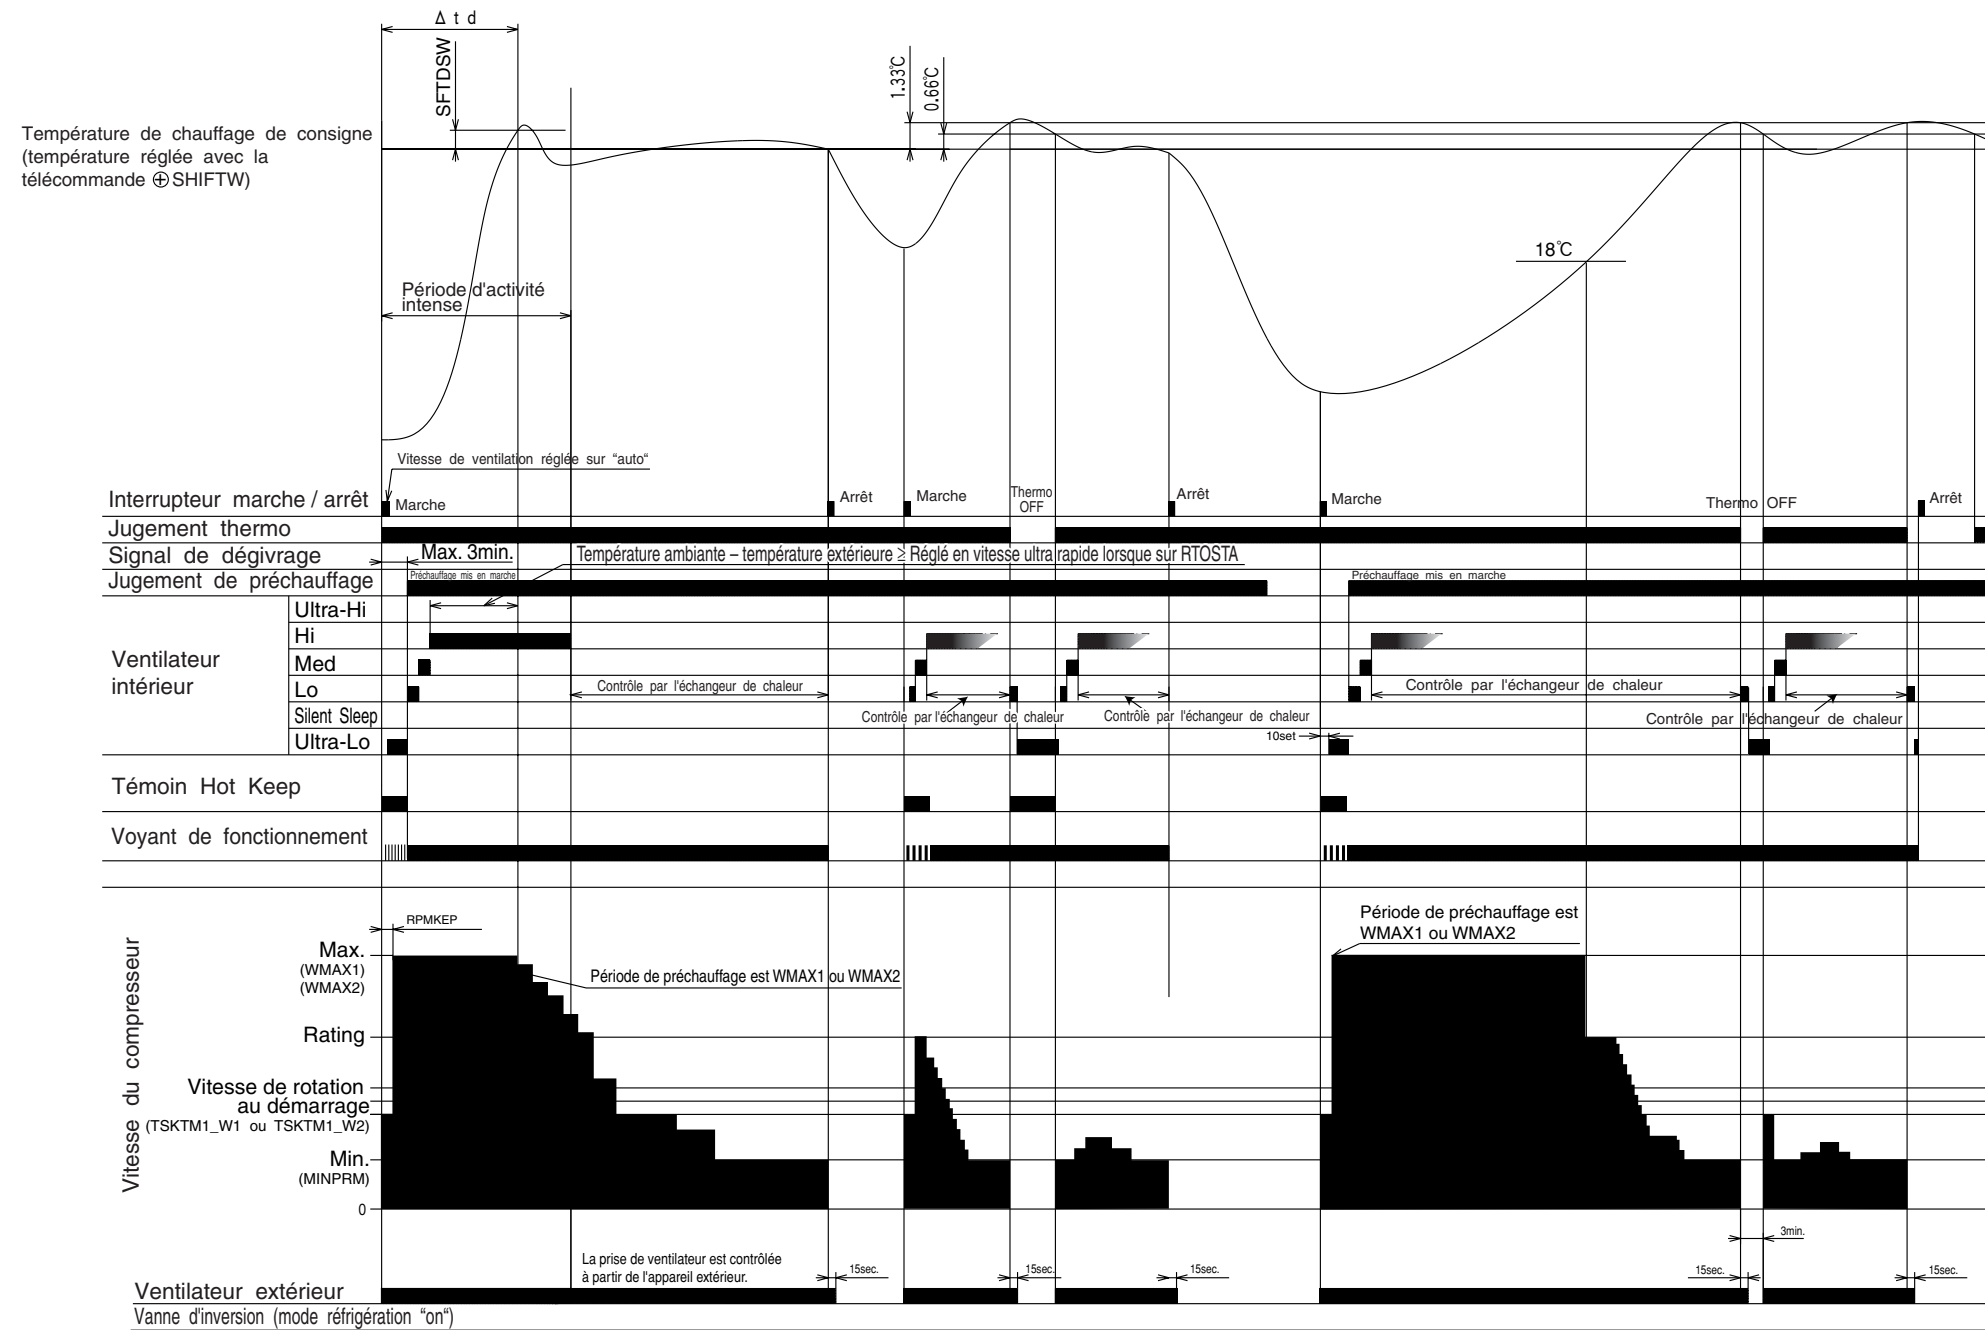 Δ t d
SFTDSW
1.33℃
0.66℃
Température de chauffage de consigne
(température réglée avec la
télécommande ⊕ SHIFTW)
18℃
Période d'activité
intense
Vitesse de ventilation réglée sur “auto“
Interrupteur marche / arrêt
Marche
Arrêt
Marche
Thermo
OFF
Arrêt
Marche
Thermo OFF
Arrêt
Jugement thermo
Signal de dégivrage
Max. 3min.
Température ambiante – température extérieure ≥ Réglé en vitesse ultra rapide lorsque sur RTOSTA
Jugement de préchauffage
Préchauffage mis en marche
Préchauffage mis en marche
Ventilateur
intérieur
Ultra-Hi
Hi
Med
Lo
Silent Sleep
Ultra-Lo
Contrôle par l'échangeur de chaleur
Contrôle par l'échangeur de chaleur
Contrôle par l'échangeur de chaleur
Contrôle par l'échangeur de chaleur
Contrôle par l'échangeur de chaleur
10set
Témoin Hot Keep
Voyant de fonctionnement
Vitesse du compresseur
RPMKEP
Max.
(WMAX1)
(WMAX2)
Période de préchauffage est WMAX1 ou WMAX2
Période de préchauffage est
WMAX1 ou WMAX2
Rating
Vitesse de rotation
au démarrage
(TSKTM1_W1 ou TSKTM1_W2)
Min.
(MINPRM)
0
3min.
La prise de ventilateur est contrôlée
à partir de l'appareil extérieur.
15sec.
15sec.
15sec.
15sec.
15sec.
Ventilateur extérieur
Vanne d'inversion (mode réfrigération “on“)